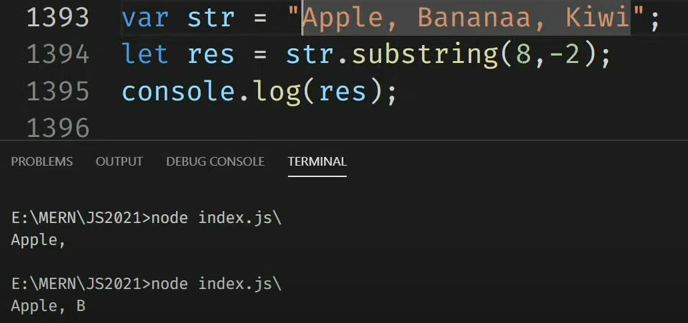 1393 var str = "Apple, Bananaa, Kiwi";
1394 let res = str.substring(8,-2);
1395 console.log(res);
1396
PROBLEMS OUTPUT DEBUG CONSOLE TERMINAL
E:\MERN\JS2021>node index.js\
Apple,
E:\MERN\JS2021>node index.js\
Apple, B